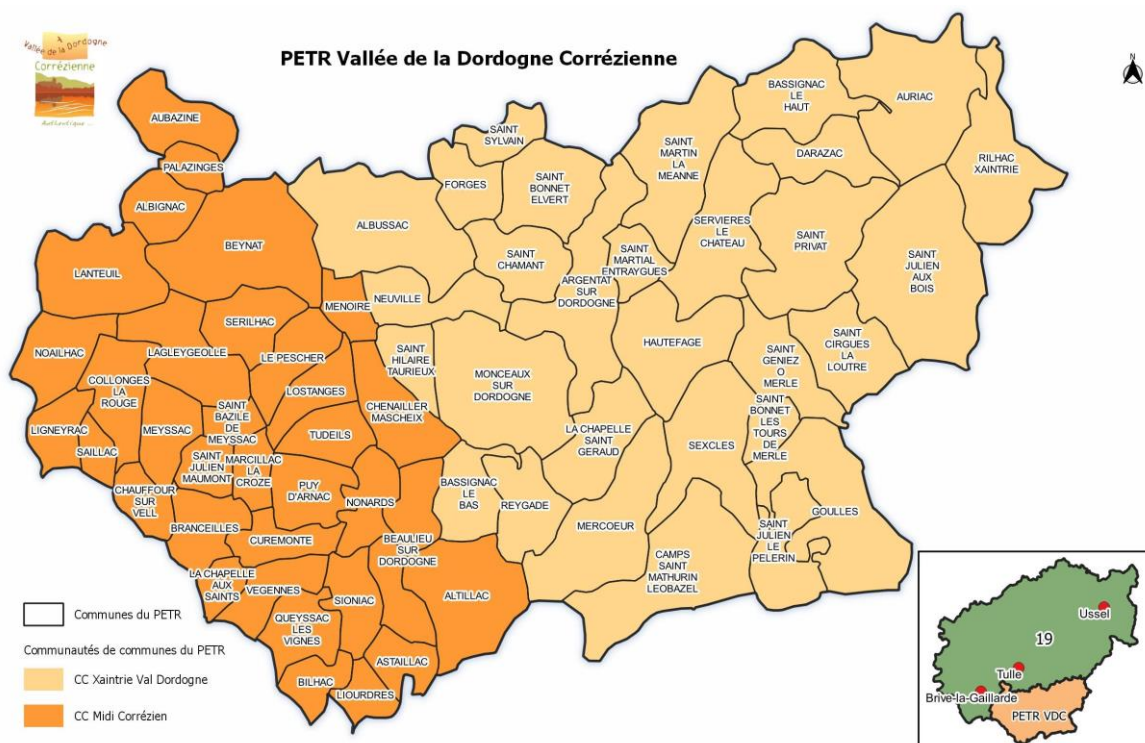 Vallée de la Dordogne
Corrézienne
Authentique ...
PETR Vallée de la Dordogne Corrézienne
N
AUBAZINE
PALAZINGES
ALBIGNAC
BEYNAT
LANTEUIL
ALBUSSAC
SAINT
SYLVAIN
FORGES
SAINT
BONNET
ELVERT
SAINT
MARTIN
LA
MEANNE
BASSIGNAC
LE
HAUT
AURIAC
DARAZAC
RILHAC
XAINTRIE
SERVIERES
LE
CHATEAU
SAINT
PRIVAT
SAINT
JULIEN
AUX
BOIS
SAINT
CHAMANT
SAINT
MARTIAL
ENTRAYGUES
ARGENTAT
SUR
DORDOGNE
NEUVILLE
MENOIRE
SERILHAC
NOAILHAC
LAGLEYGEOLLE
LE PESCHER
SAINT
HILAIRE
TAURIEUX
MONCEAUX
SUR
DORDOGNE
HAUTEFAGE
SAINT
GENIEZ
O
MERLE
SAINT
CIRGUES
LA
LOUTRE
COLLONGES
LA
ROUGE
LOSTANGES
CHENAILLER
MASCHEIX
LIGNEYRAC
SAILLAC
MEYSSAC
SAINT
BAZILE
DE
MEYSSAC
TUDEILS
LA CHAPELLE
SAINT
GERAUD
SEXCLES
SAINT
BONNET
LES
TOURS
DE
MERLE
SAINT
JULIEN
MAUMONT
MARCILLAC
LA
CROZE
PUY
D'ARNAC
NONARDS
BASSIGNAC
LE
BAS
REYGADE
GOULLES
CHAUFFOUR
SUR
VELL
BRANCEILLES
CUREMONTE
BEAULIEU
SUR
DORDOGNE
MERCOEUR
CAMPS
SAINT
MATHURIN
LEOBAZEL
SAINT
JULIEN
LE
PELERIN
LA CHAPELLE
AUX
SAINTS
VEGENNES
SIONIAC
ALTILLAC
QUEYSSAC
LES
VIGNES
ASTAILLAC
BILHAC
LIOURDRES
Communes du PETR
Communautés de communes du PETR
CC Xaintrie Val Dordogne
CC Midi Corrézien
Ussel
19
Tulle
Brive-la-Gaillarde
PETR VDC